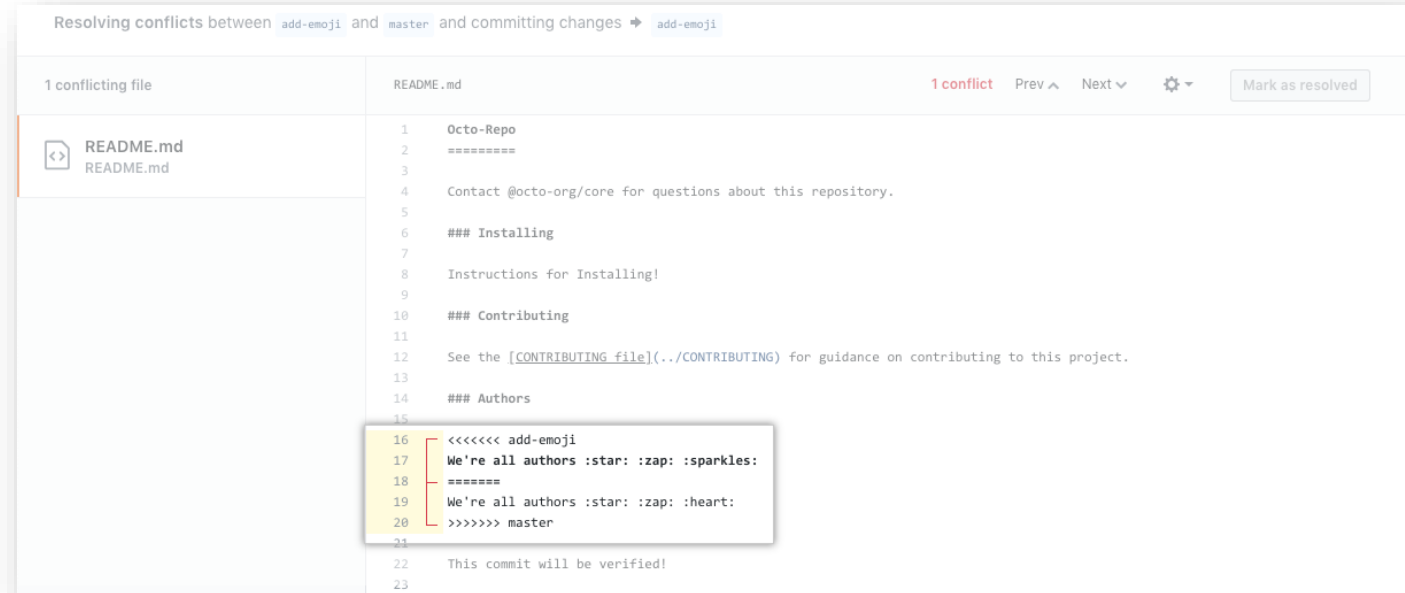 Resolving conflicts between add-emoji and master and committing changes → add-emoji
1 conflicting file
README.md
README.md
README.md
1 conflict Prev Next Mark as resolved
1 Octo-Repo
2 =========
3
4 Contact @octo-org/core for questions about this repository.
5
6 ### Installing
7
8 Instructions for Installing!
9
10 ### Contributing
11
12 See the [CONTRIBUTING file](../CONTRIBUTING) for guidance on contributing to this project.
13
14 ### Authors
15
16 <<<<<<< add-emoji
17 We're all authors :star: :zap: :sparkles:
18 =======
19 We're all authors :star: :zap: :heart:
20 >>>>>>> master
21
22 This commit will be verified!
23